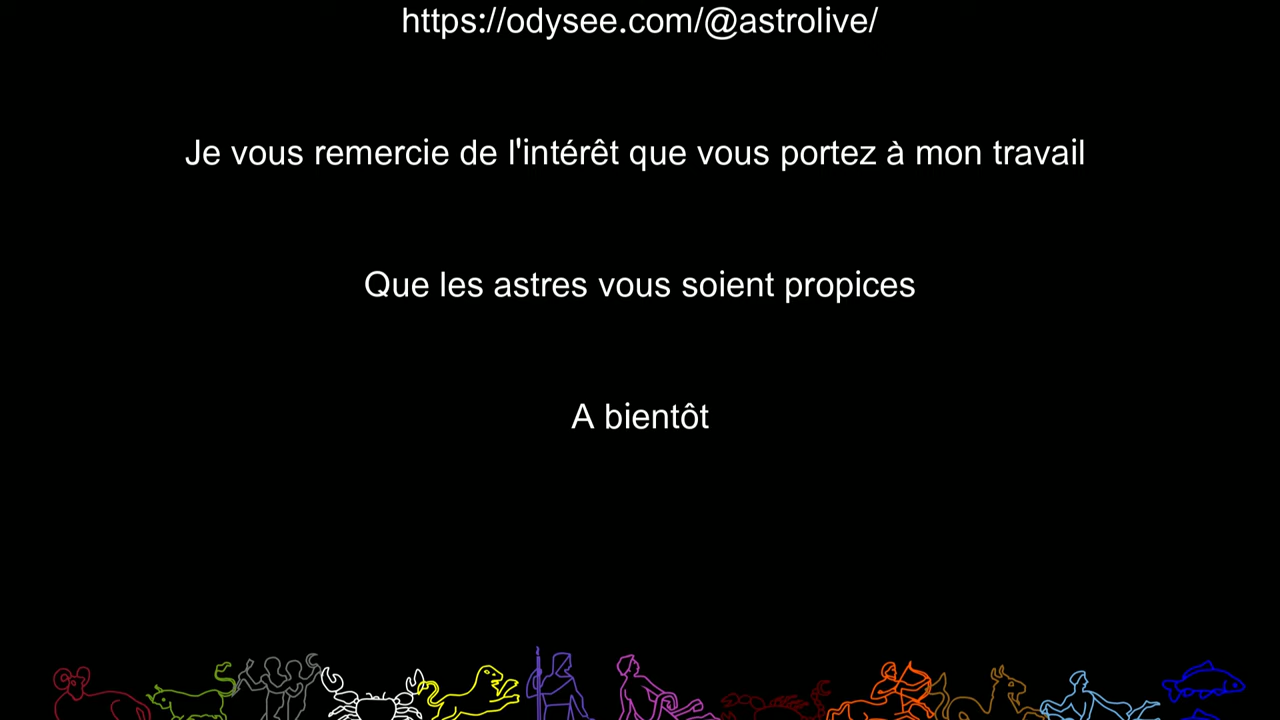 https://odysee.com/@astrolive/
Je vous remercie de l'intérêt que vous portez à mon travail
Que les astres vous soient propices
A bientôt